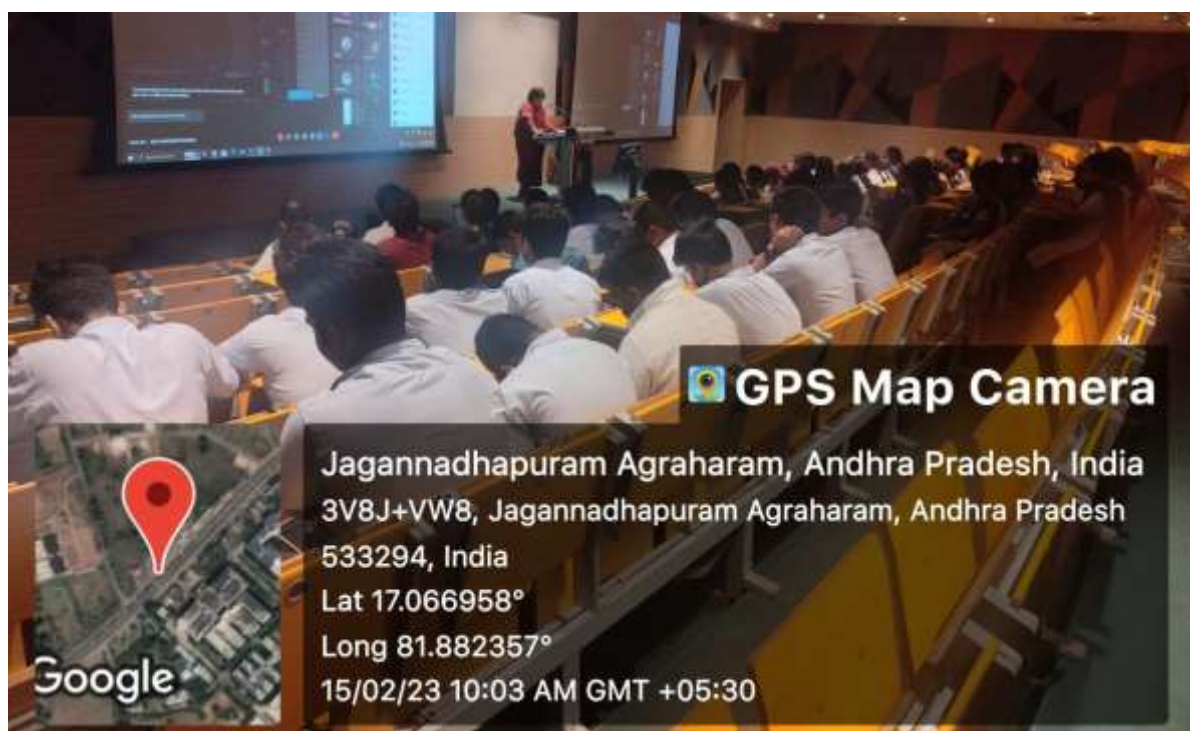 GPS Map Camera
Jagannadhapuram Agraharam, Andhra Pradesh, India
3V8J+VW8, Jagannadhapuram Agraharam, Andhra Pradesh
533294, India
Lat 17.066958°
Long 81.882357°
15/02/23 10:03 AM GMT +05:30
Google